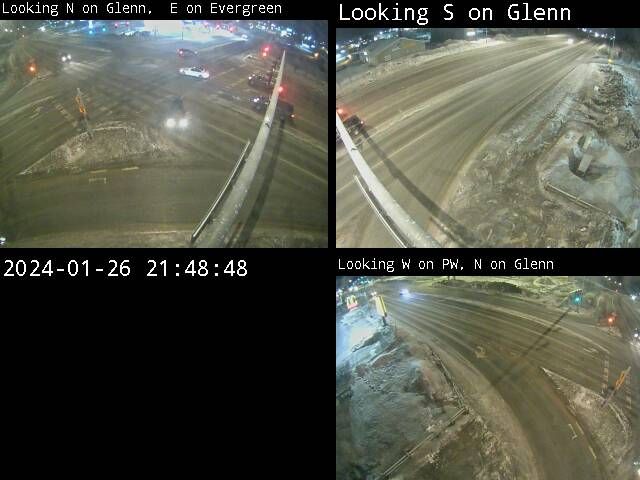 Looking N on Glenn,  E on Evergreen
Looking S on Glenn
2024-01-26 21:48:48
Looking W on PW, N on Glenn